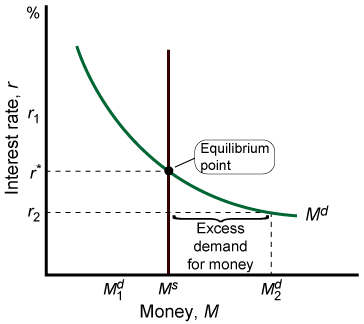 %
Interest rate, r
r₁
r*
r₂
Equilibrium
point
Mᵈ
Excess
demand
for money
M₁ᵈ
Mˢ
M₂ᵈ
Money, M